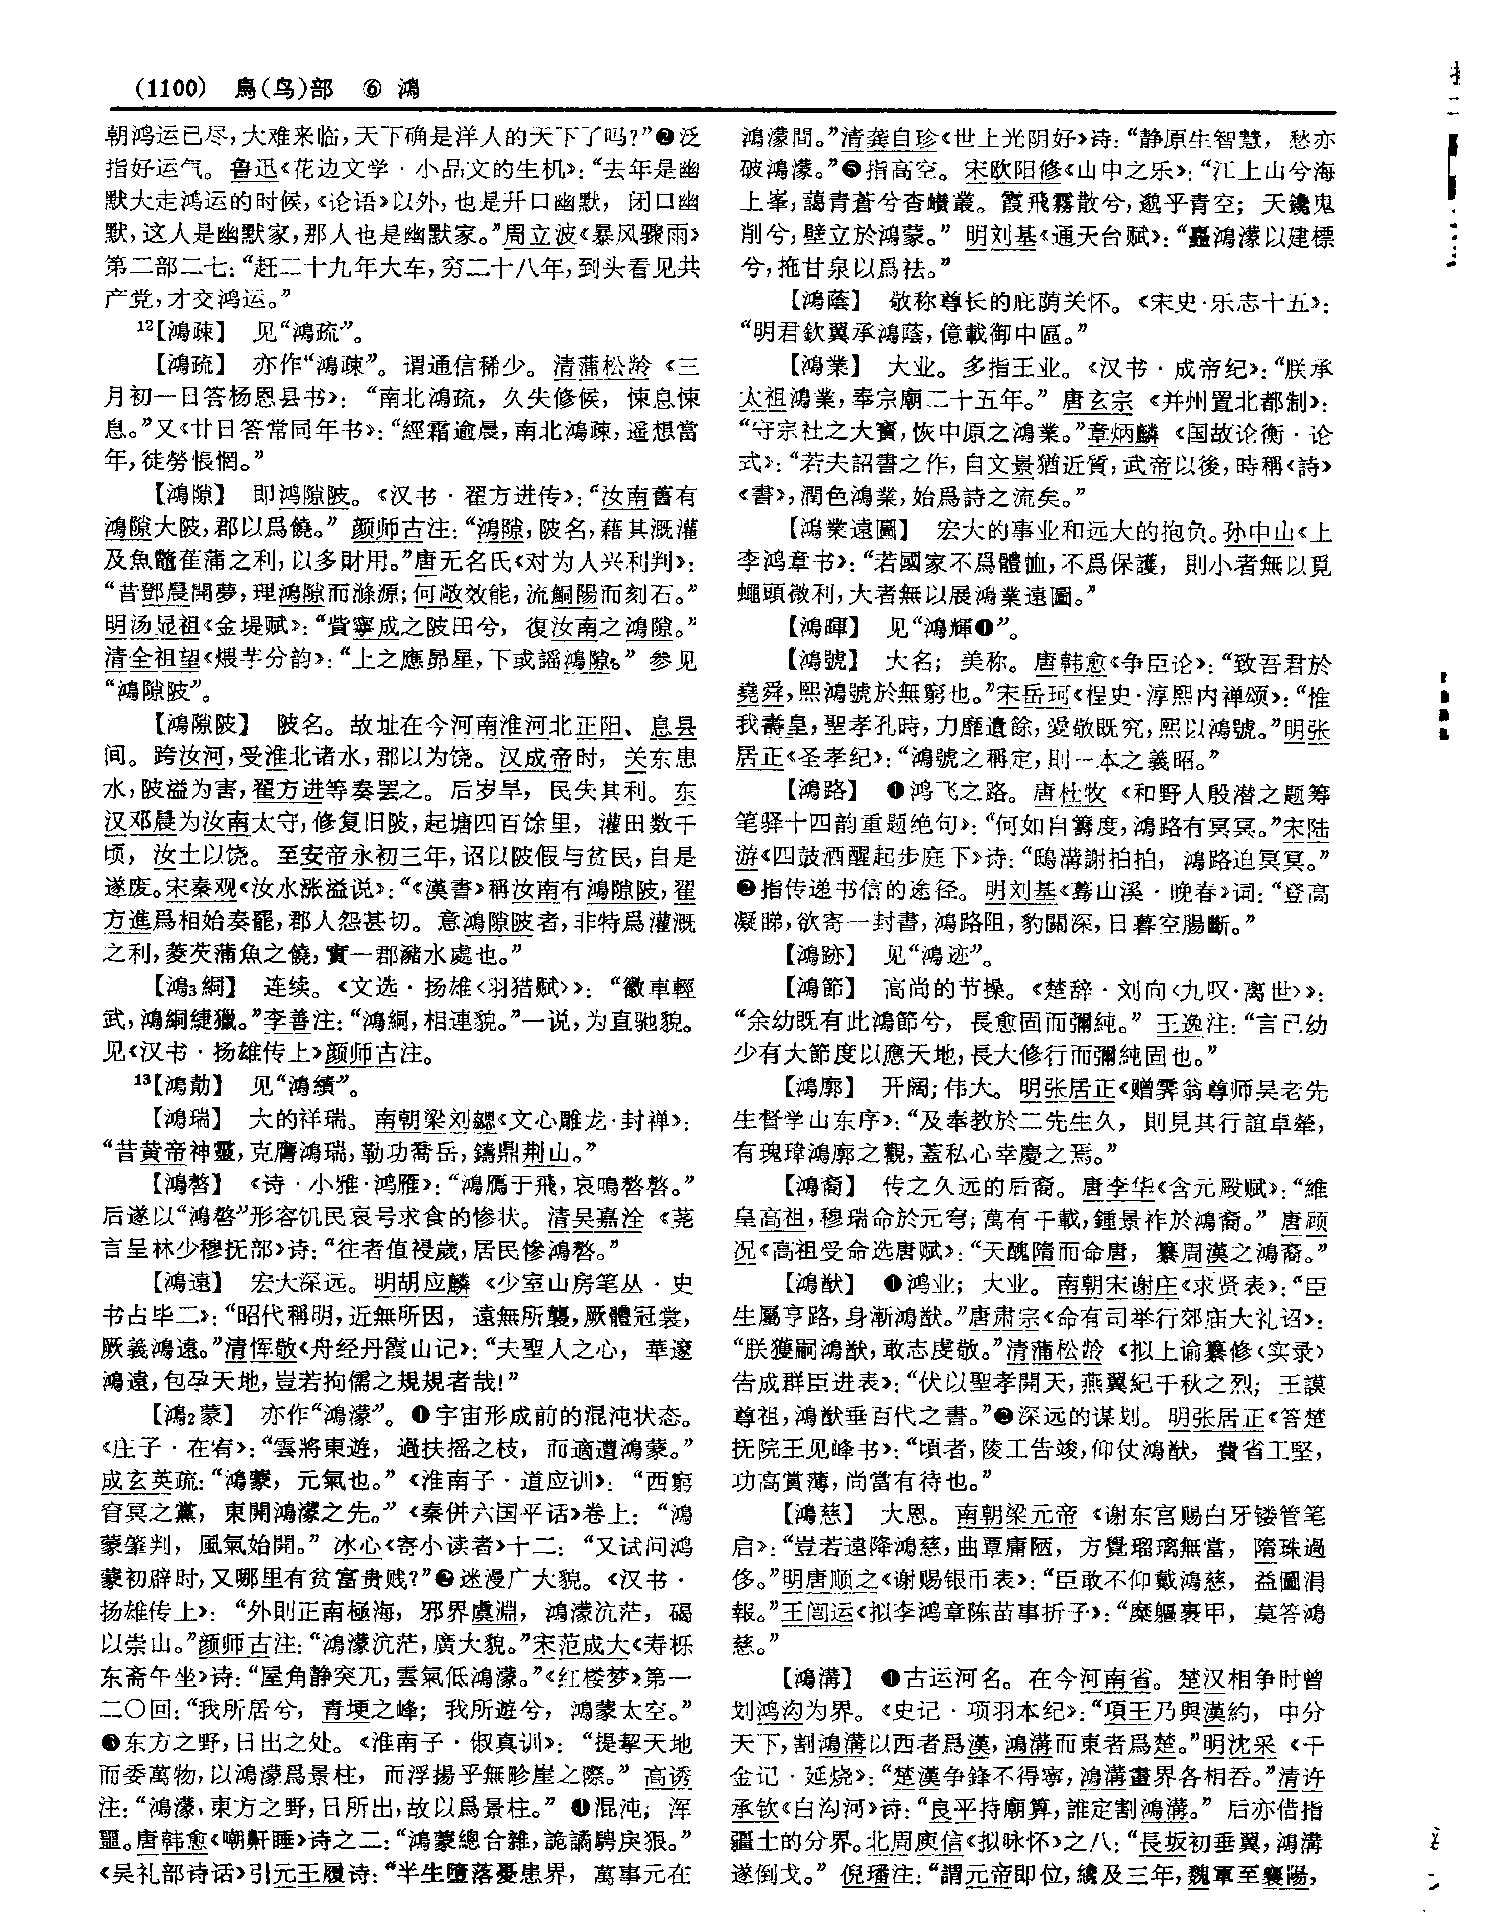 (1100) 鳥(鸟)部 ⑥ 鴻
朝鸿运已尽，大难来临，天下确是洋人的天下了吗？”❷泛
指好运气。鲁迅《花边文学·小品文的生机》：“去年是幽
默大走鸿运的时候，《论语》以外，也是开口幽默，闭口幽
默，这人是幽默家，那人也是幽默家。”周立波《暴风骤雨》
第二部二七：“赶二十九年大车，穷二十八年，到头看见共
产党，才交鸿运。”
12【鴻疎】 见“鴻疏”。
【鴻疏】 亦作“鴻疎”。谓通信稀少。清蒲松龄《三
月初一日答杨恩县书》：“南北鴻疏，久失修候，悚息悚
息。”又《廿日答常同年书》：“經霜逾晨，南北鴻疎，遥想當
年，徒勞悵惘。”
【鴻隙】 即鸿隙陂。《汉书·翟方进传》：“汝南舊有
鴻隙大陂，郡以爲饒。”颜师古注：“鴻隙，陂名，藉其溉灌
及魚鼈萑蒲之利，以多財用。”唐无名氏《对为人兴利判》：
“昔鄧晨開夢，理鴻隙而滌源；何敞效能，流鮦陽而刻石。”
明汤显祖《金堤赋》：“貲寧成之陂田兮，復汝南之鴻隙。”
清全祖望《煨芋分韵》：“上之應昴星，下或謡鴻隙。”参见
“鴻隙陂”。
【鴻隙陂】 陂名。故址在今河南淮河北正阳、息县
间。跨汝河，受淮北诸水，郡以为饶。汉成帝时，关东患
水，陂溢为害，翟方进等奏罢之。后岁旱，民失其利。东
汉邓晨为汝南太守，修复旧陂，起塘四百馀里，灌田数千
顷，汝土以饶。至安帝永初三年，诏以陂假与贫民，自是
遂废。宋秦观《汝水涨溢说》：“《漢書》稱汝南有鴻隙陂，翟
方進爲相始奏罷，郡人怨甚切。意鴻隙陂者，非特爲灌溉
之利，菱芡蒲魚之饒，實一郡瀦水處也。”
【鴻3絅】 连续。《文选·扬雄〈羽猎赋〉》：“徽車輕
武，鴻絅緁獵。”李善注：“鴻絅，相連貌。”一说，为直驰貌。
见《汉书·扬雄传上》颜师古注。
13【鴻勣】 见“鴻績”。
【鴻瑞】 大的祥瑞。南朝梁刘勰《文心雕龙·封禅》：
“昔黄帝神靈，克膺鴻瑞，勒功喬岳，鑄鼎荆山。”
【鴻嗸】 《诗·小雅·鸿雁》：“鴻鴈于飛，哀鳴嗸嗸。”
后遂以“鴻嗸”形容饥民哀号求食的惨状。清吴嘉淦《荛
言呈林少穆抚部》诗：“往者值祲歲，居民慘鴻嗸。”
【鴻遠】 宏大深远。明胡应麟《少室山房笔丛·史
书占毕二》：“昭代稱明，近無所因，遠無所襲，厥體冠裳，
厥義鴻遠。”清恽敬《舟经丹霞山记》：“夫聖人之心，華邃
鴻遠，包孕天地，豈若拘儒之規規者哉！”
【鴻2蒙】 亦作“鴻濛”。❶宇宙形成前的混沌状态。
《庄子·在宥》：“雲將東遊，過扶摇之枝，而適遭鴻蒙。”
成玄英疏：“鴻蒙，元氣也。”《淮南子·道应训》：“西窮
窅冥之黨，東開鴻濛之先。”《秦併六国平话》卷上：“鴻
蒙肇判，風氣始開。”冰心《寄小读者》十二：“又试问鸿
蒙初辟时，又哪里有贫富贵贱？”❷迷漫广大貌。《汉书·
扬雄传上》：“外則正南極海，邪界虞淵，鴻濛沆茫，碣
以崇山。”颜师古注：“鴻濛沆茫，廣大貌。”宋范成大《寿栎
东斋午坐》诗：“屋角静突兀，雲氣低鴻濛。”《红楼梦》第一
二〇回：“我所居兮，青埂之峰；我所遊兮，鴻蒙太空。”
❸东方之野，日出之处。《淮南子·俶真训》：“提挈天地
而委萬物，以鴻濛爲景柱，而浮揚乎無畛崖之際。”高诱
注：“鴻濛，東方之野，日所出，故以爲景柱。”❹混沌；浑
噩。唐韩愈《嘲鼾睡》诗之二：“鴻蒙總合雜，詭譎騁戾狠。”
《吴礼部诗话》引元王履诗：“半生墮落憂患界，萬事元在
鴻濛間。”清龚自珍《世上光阴好》诗：“静原生智慧，愁亦
破鴻濛。”❺指高空。宋欧阳修《山中之乐》：“江上山兮海
上峯，藹青蒼兮杳巑叢。霞飛霧散兮，邈乎青空；天鑱鬼
削兮，壁立於鴻蒙。”明刘基《通天台赋》：“矗鴻濛以建標
兮，拖甘泉以爲祛。”
【鴻蔭】 敬称尊长的庇荫关怀。《宋史·乐志十五》：
“明君欽翼承鴻蔭，億載御中區。”
【鴻業】 大业。多指王业。《汉书·成帝纪》：“朕承
太祖鴻業，奉宗廟二十五年。”唐玄宗《并州置北都制》：
“守宗社之大寳，恢中原之鴻業。”章炳麟《国故论衡·论
式》：“若夫詔書之作，自文景猶近質，武帝以後，時稱《詩》
《書》，潤色鴻業，始爲詩之流矣。”
【鴻業遠圖】 宏大的事业和远大的抱负。孙中山《上
李鸿章书》：“若國家不爲體恤，不爲保護，則小者無以覓
蠅頭微利，大者無以展鴻業遠圖。”
【鴻暉】 见“鴻輝❶”。
【鴻號】 大名；美称。唐韩愈《争臣论》：“致吾君於
堯舜，熙鴻號於無窮也。”宋岳珂《桯史·淳熙内禅颂》：“惟
我壽皇，聖孝孔時，力靡遺餘，愛敬既究，熙以鴻號。”明张
居正《圣孝纪》：“鴻號之稱定，則一本之義昭。”
【鴻路】 ❶鸿飞之路。唐杜牧《和野人殷潜之题筹
笔驿十四韵重题绝句》：“何如自籌度，鴻路有冥冥。”宋陆
游《四鼓酒醒起步庭下》诗：“鷗溝謝拍拍，鴻路追冥冥。”
❷指传递书信的途径。明刘基《蓦山溪·晚春》词：“登高
凝睇，欲寄一封書，鴻路阻，豹關深，日暮空腸斷。”
【鴻跡】 见“鴻迹”。
【鴻節】 高尚的节操。《楚辞·刘向〈九叹·离世〉》：
“余幼既有此鴻節兮，長愈固而彌純。”王逸注：“言己幼
少有大節度以應天地，長大修行而彌純固也。”
【鴻廓】 开阔；伟大。明张居正《赠霁翁尊师吴老先
生督学山东序》：“及奉教於二先生久，則見其行誼卓犖，
有瑰瑋鴻廓之觀，蓋私心幸慶之焉。”
【鴻裔】 传之久远的后裔。唐李华《含元殿赋》：“維
皇高祖，穆瑞命於元穹；萬有千載，鍾景祚於鴻裔。”唐顾
况《高祖受命造唐赋》：“天醜隋而命唐，纂周漢之鴻裔。”
【鴻猷】 ❶鸿业；大业。南朝宋谢庄《求贤表》：“臣
生屬亨路，身漸鴻猷。”唐肃宗《命有司举行郊庙大礼诏》：
“朕獲嗣鴻猷，敢志虔敬。”清蒲松龄《拟上谕纂修〈实录〉
告成群臣进表》：“伏以聖孝開天，燕翼紀千秋之烈；王謨
尊祖，鴻猷垂百代之書。”❷深远的谋划。明张居正《答楚
抚院王见峰书》：“頃者，陵工告竣，仰仗鴻猷，費省工堅，
功高賞薄，尚當有待也。”
【鴻慈】 大恩。南朝梁元帝《谢东宫赐白牙镂管笔
启》：“豈若遠降鴻慈，曲覃庸陋，方覺瑠璃無當，隋珠過
侈。”明唐顺之《谢赐银币表》：“臣敢不仰戴鴻慈，益圖涓
報。”王闿运《拟李鸿章陈苗事折子》：“糜軀裹甲，莫答鴻
慈。”
【鴻溝】 ❶古运河名。在今河南省。楚汉相争时曾
划鸿沟为界。《史记·项羽本纪》：“項王乃與漢約，中分
天下，割鴻溝以西者爲漢，鴻溝而東者爲楚。”明沈采《千
金记·延烧》：“楚漢争鋒不得寧，鴻溝畫界各相吞。”清许
承钦《白沟河》诗：“良平持廟算，誰定割鴻溝。”后亦借指
疆土的分界。北周庾信《拟咏怀》之八：“長坂初垂翼，鴻溝
遂倒戈。”倪璠注：“謂元帝即位，纔及三年，魏軍至襄陽，